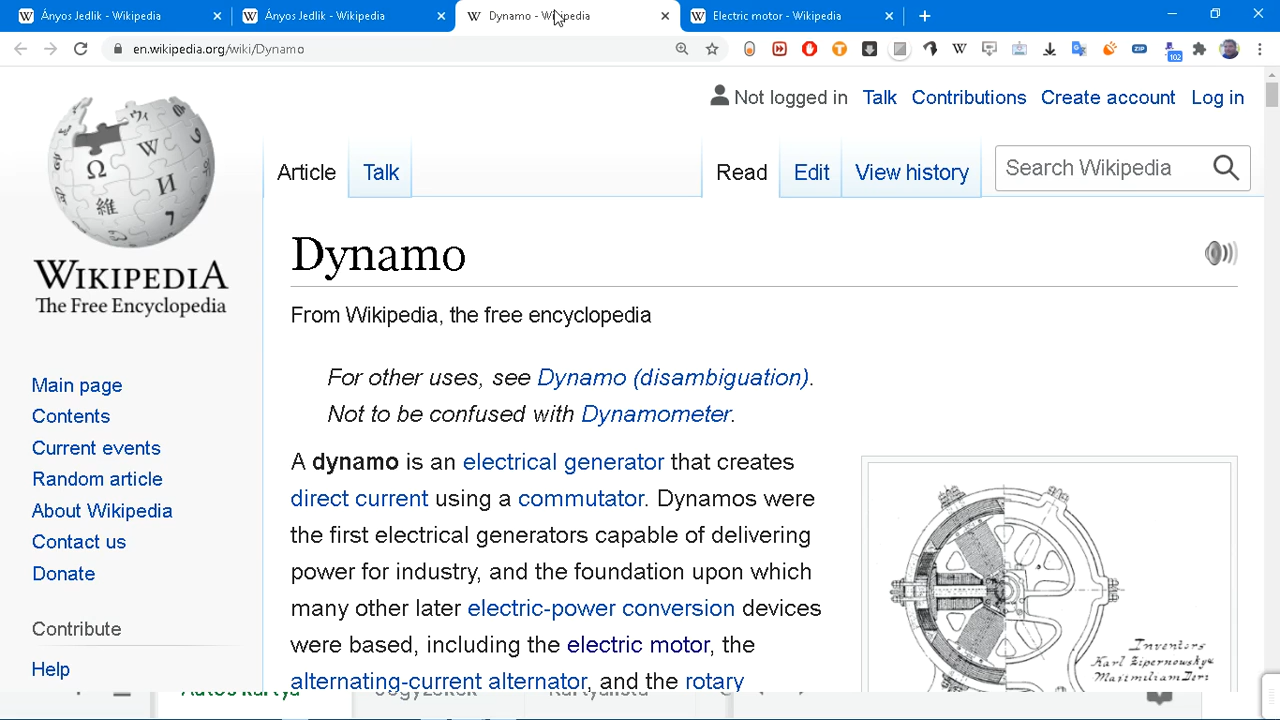 Ányos Jedlik - Wikipedia
Ányos Jedlik - Wikipedia
Dynamo - Wikipedia
Electric motor - Wikipedia
en.wikipedia.org/wiki/Dynamo
ZIP
102
Not logged in Talk Contributions Create account Log in
Article Talk Read Edit View history Search Wikipedia
WIKIPEDIA
The Free Encyclopedia
Dynamo
From Wikipedia, the free encyclopedia
For other uses, see Dynamo (disambiguation).
Not to be confused with Dynamometer.
A dynamo is an electrical generator that creates
direct current using a commutator. Dynamos were
the first electrical generators capable of delivering
power for industry, and the foundation upon which
many other later electric-power conversion devices
were based, including the electric motor, the
alternating-current alternator, and the rotary
Main page
Contents
Current events
Random article
About Wikipedia
Contact us
Donate
Contribute
Help
Inventors
Karl Zipernowsky